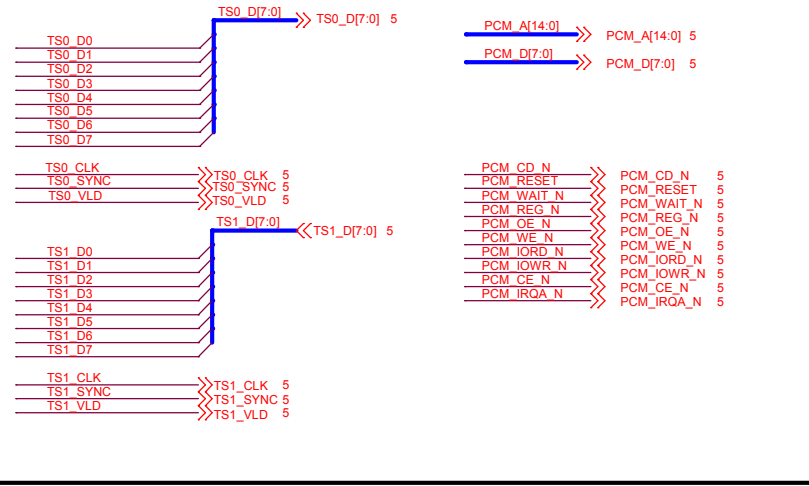 TS0_D[7:0]
TS0_D[7:0] 5
TS0_D0
TS0_D1
TS0_D2
TS0_D3
TS0_D4
TS0_D5
TS0_D6
TS0_D7
TS0_CLK TS0_CLK 5
TS0_SYNC TS0_SYNC 5
TS0_VLD TS0_VLD 5
TS1_D[7:0]
TS1_D[7:0] 5
TS1_D0
TS1_D1
TS1_D2
TS1_D3
TS1_D4
TS1_D5
TS1_D6
TS1_D7
TS1_CLK TS1_CLK 5
TS1_SYNC TS1_SYNC 5
TS1_VLD TS1_VLD 5
PCM_A[14:0] PCM_A[14:0] 5
PCM_D[7:0] PCM_D[7:0] 5
PCM_CD_N PCM_CD_N 5
PCM_RESET PCM_RESET 5
PCM_WAIT_N PCM_WAIT_N 5
PCM_REG_N PCM_REG_N 5
PCM_OE_N PCM_OE_N 5
PCM_WE_N PCM_WE_N 5
PCM_IORD_N PCM_IORD_N 5
PCM_IOWR_N PCM_IOWR_N 5
PCM_CE_N PCM_CE_N 5
PCM_IRQA_N PCM_IRQA_N 5